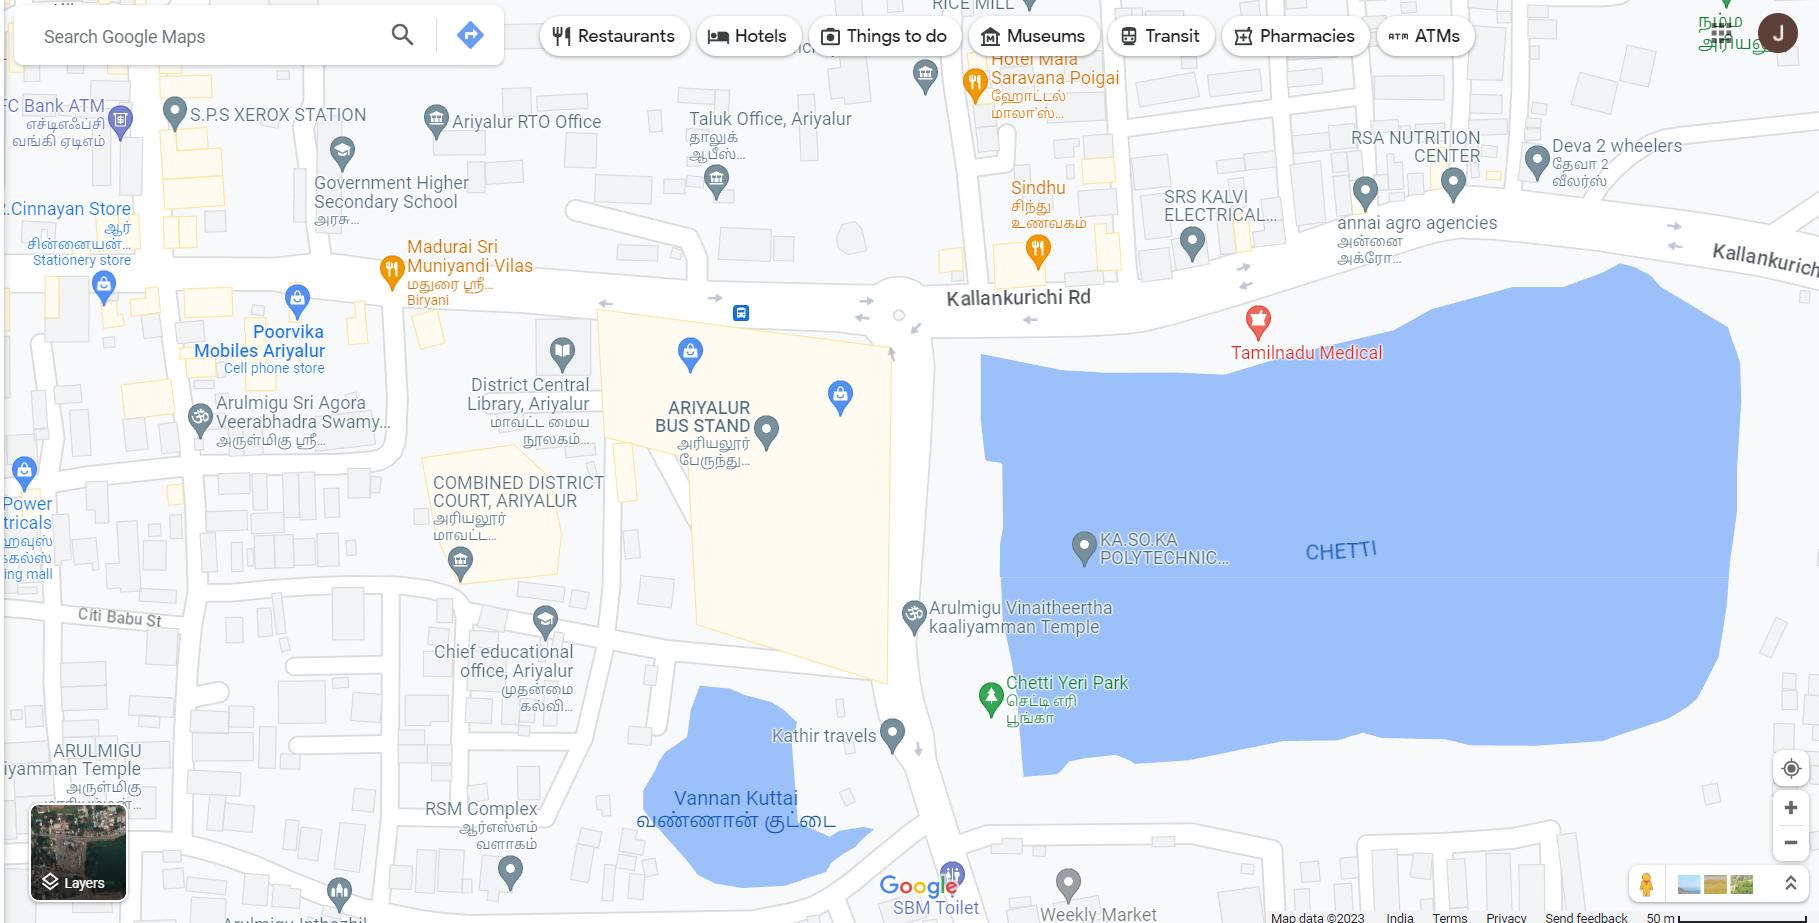 Search Google Maps
Restaurants
Hotels
Things to do
Museums
Transit
Pharmacies
ATMs
J
RICE MILL
நம்ம
Hotel Mala
Saravana Poigai
ஹோட்டல்
மாலா'ஸ்...
FC Bank ATM
எச்டிஎஃப்சி
வங்கி ஏடிஎம்
S.P.S XEROX STATION
Ariyalur RTO Office
Taluk Office, Ariyalur
தாலுக்
ஆபீஸ்...
RSA NUTRITION
CENTER
Deva 2 wheelers
தேவா 2
வீலர்ஸ்
Government Higher
Secondary School
அரசு...
Sindhu
சிந்து
உணவகம்
SRS KALVI
ELECTRICAL...
annai agro agencies
அன்னை
அக்ரோ...
R.Cinnayan Store
ஆர்
சின்னையன்...
Stationery store
Madurai Sri
Muniyandi Vilas
மதுரை ஸ்ரீ...
Biryani
Kallankurichi Rd
Kallankurich
Poorvika
Mobiles Ariyalur
Cell phone store
Tamilnadu Medical
District Central
Library, Ariyalur
மாவட்ட மைய
நூலகம்...
ARIYALUR
BUS STAND
அரியலூர்
பேருந்து...
Arulmigu Sri Agora
Veerabhadra Swamy...
அருள்மிகு ஸ்ரீ...
COMBINED DISTRICT
COURT, ARIYALUR
அரியலூர்
மாவட்ட...
Power
tricals
ஹவுஸ்
ing mall
KA.SO.KA
POLYTECHNIC...
CHETTI
Citi Babu St
Arulmigu Vinaitheertha
kaaliyamman Temple
Chief educational
office, Ariyalur
முதன்மை
கல்வி...
Chetti Yeri Park
செட்டி எரி
பூங்கா
Kathir travels
ARULMIGU
iyamman Temple
அருள்மிகு
Vannan Kuttai
வண்ணான் குட்டை
RSM Complex
ஆர்எஸ்எம்
வளாகம்
Layers
Google
SBM Toilet
Weekly Market
Arulmigu Inthozhil
Map data ©2023
India
Terms
Privacy
Send feedback
50 m